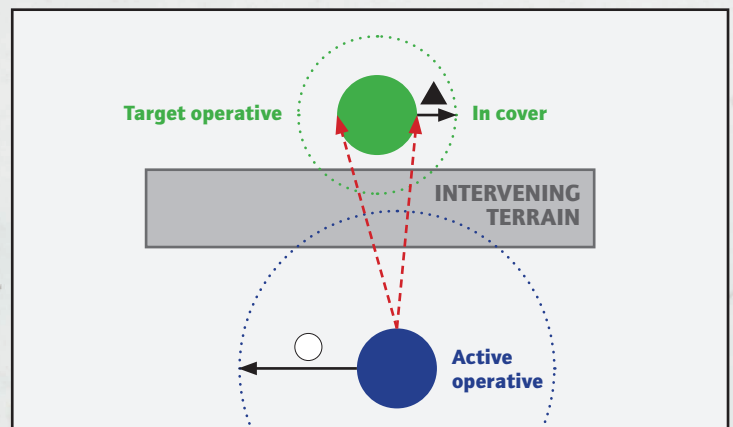 Target operative
In cover
INTERVENING
TERRAIN
Active
operative